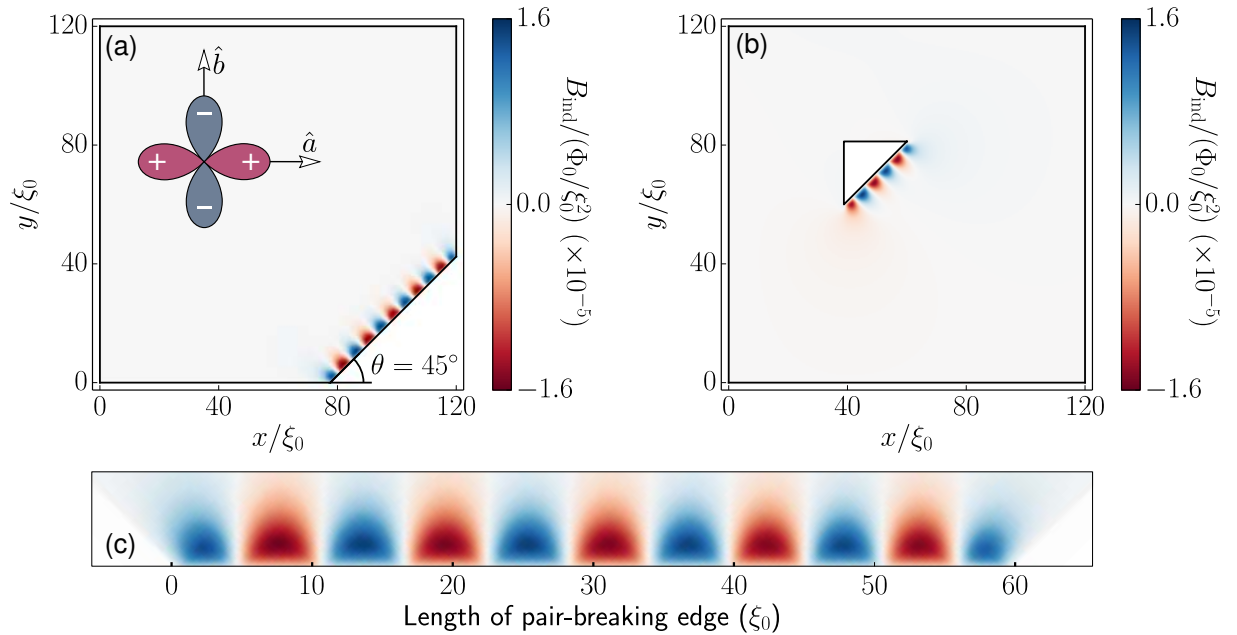 (a)
120
80
40
0
y/ξ₀
b̂
â
+
+
−
−
θ = 45°
0
40
80
120
x/ξ₀
1.6
0.0
−1.6
B_ind/(Φ₀/ξ₀²) (×10⁻⁵)
(b)
120
80
40
0
y/ξ₀
0
40
80
120
x/ξ₀
1.6
0.0
−1.6
B_ind/(Φ₀/ξ₀²) (×10⁻⁵)
(c)
0 10 20 30 40 50 60
Length of pair-breaking edge (ξ₀)